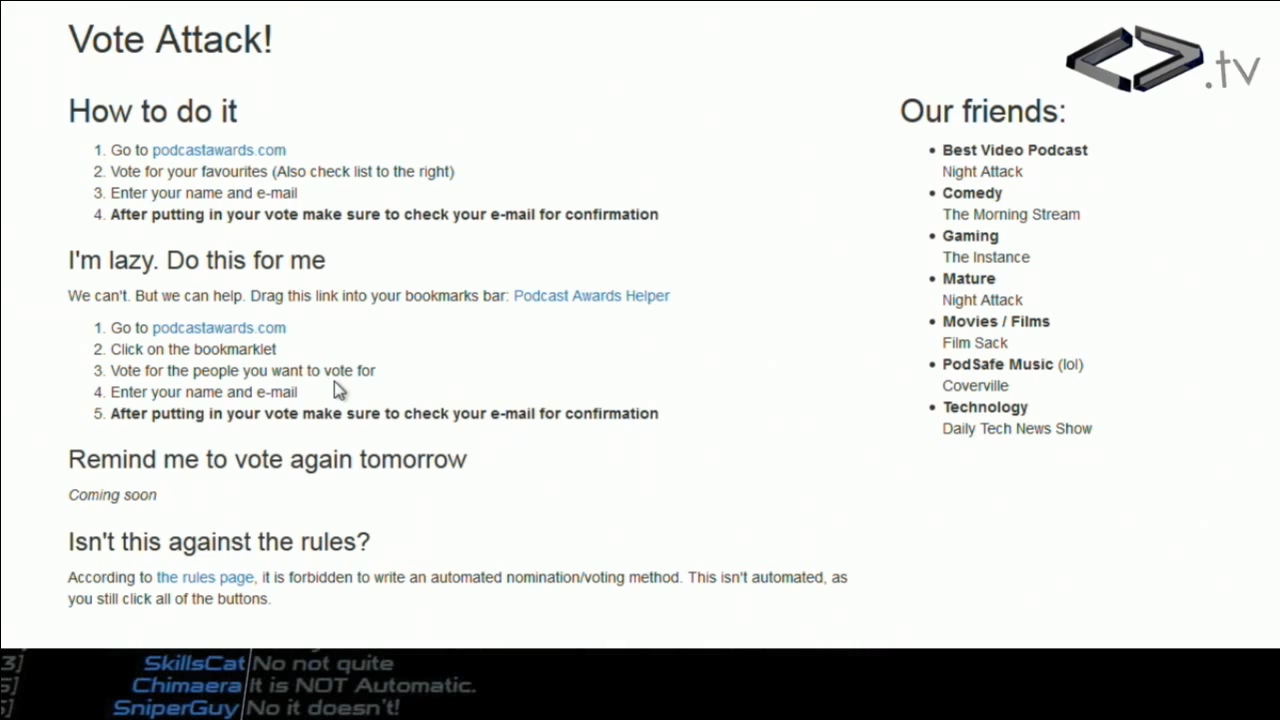 Vote Attack!
.tv
How to do it
1. Go to podcastawards.com
2. Vote for your favourites (Also check list to the right)
3. Enter your name and e-mail
4. After putting in your vote make sure to check your e-mail for confirmation
I'm lazy. Do this for me
We can't. But we can help. Drag this link into your bookmarks bar: Podcast Awards Helper
1. Go to podcastawards.com
2. Click on the bookmarklet
3. Vote for the people you want to vote for
4. Enter your name and e-mail
5. After putting in your vote make sure to check your e-mail for confirmation
Remind me to vote again tomorrow
Coming soon
Isn't this against the rules?
According to the rules page, it is forbidden to write an automated nomination/voting method. This isn't automated, as
you still click all of the buttons.
Our friends:
• Best Video Podcast
Night Attack
• Comedy
The Morning Stream
• Gaming
The Instance
• Mature
Night Attack
• Movies / Films
Film Sack
• PodSafe Music (lol)
Coverville
• Technology
Daily Tech News Show
3] SkillsCat No not quite
5] Chimaera It is NOT Automatic.
5] SniperGuy No it doesn't!